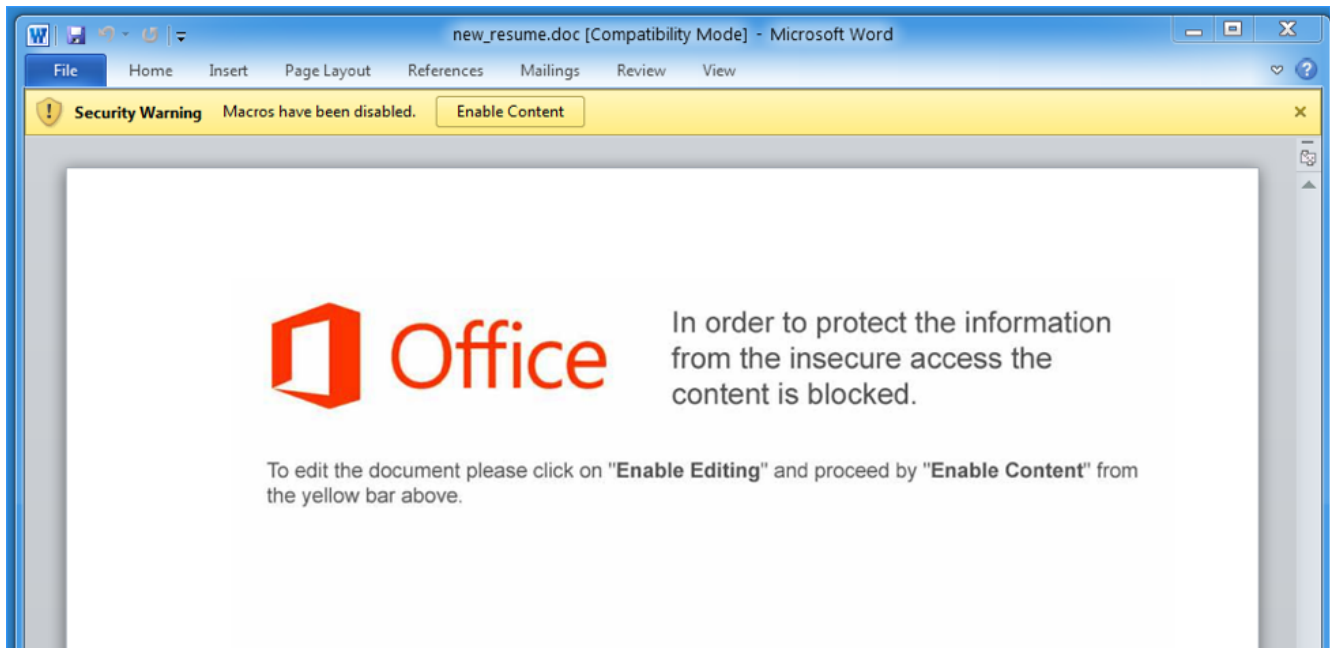 new_resume.doc [Compatibility Mode] - Microsoft Word
File Home Insert Page Layout References Mailings Review View
Security Warning Macros have been disabled. Enable Content
Office
In order to protect the information
from the insecure access the
content is blocked.
To edit the document please click on "Enable Editing" and proceed by "Enable Content" from
the yellow bar above.